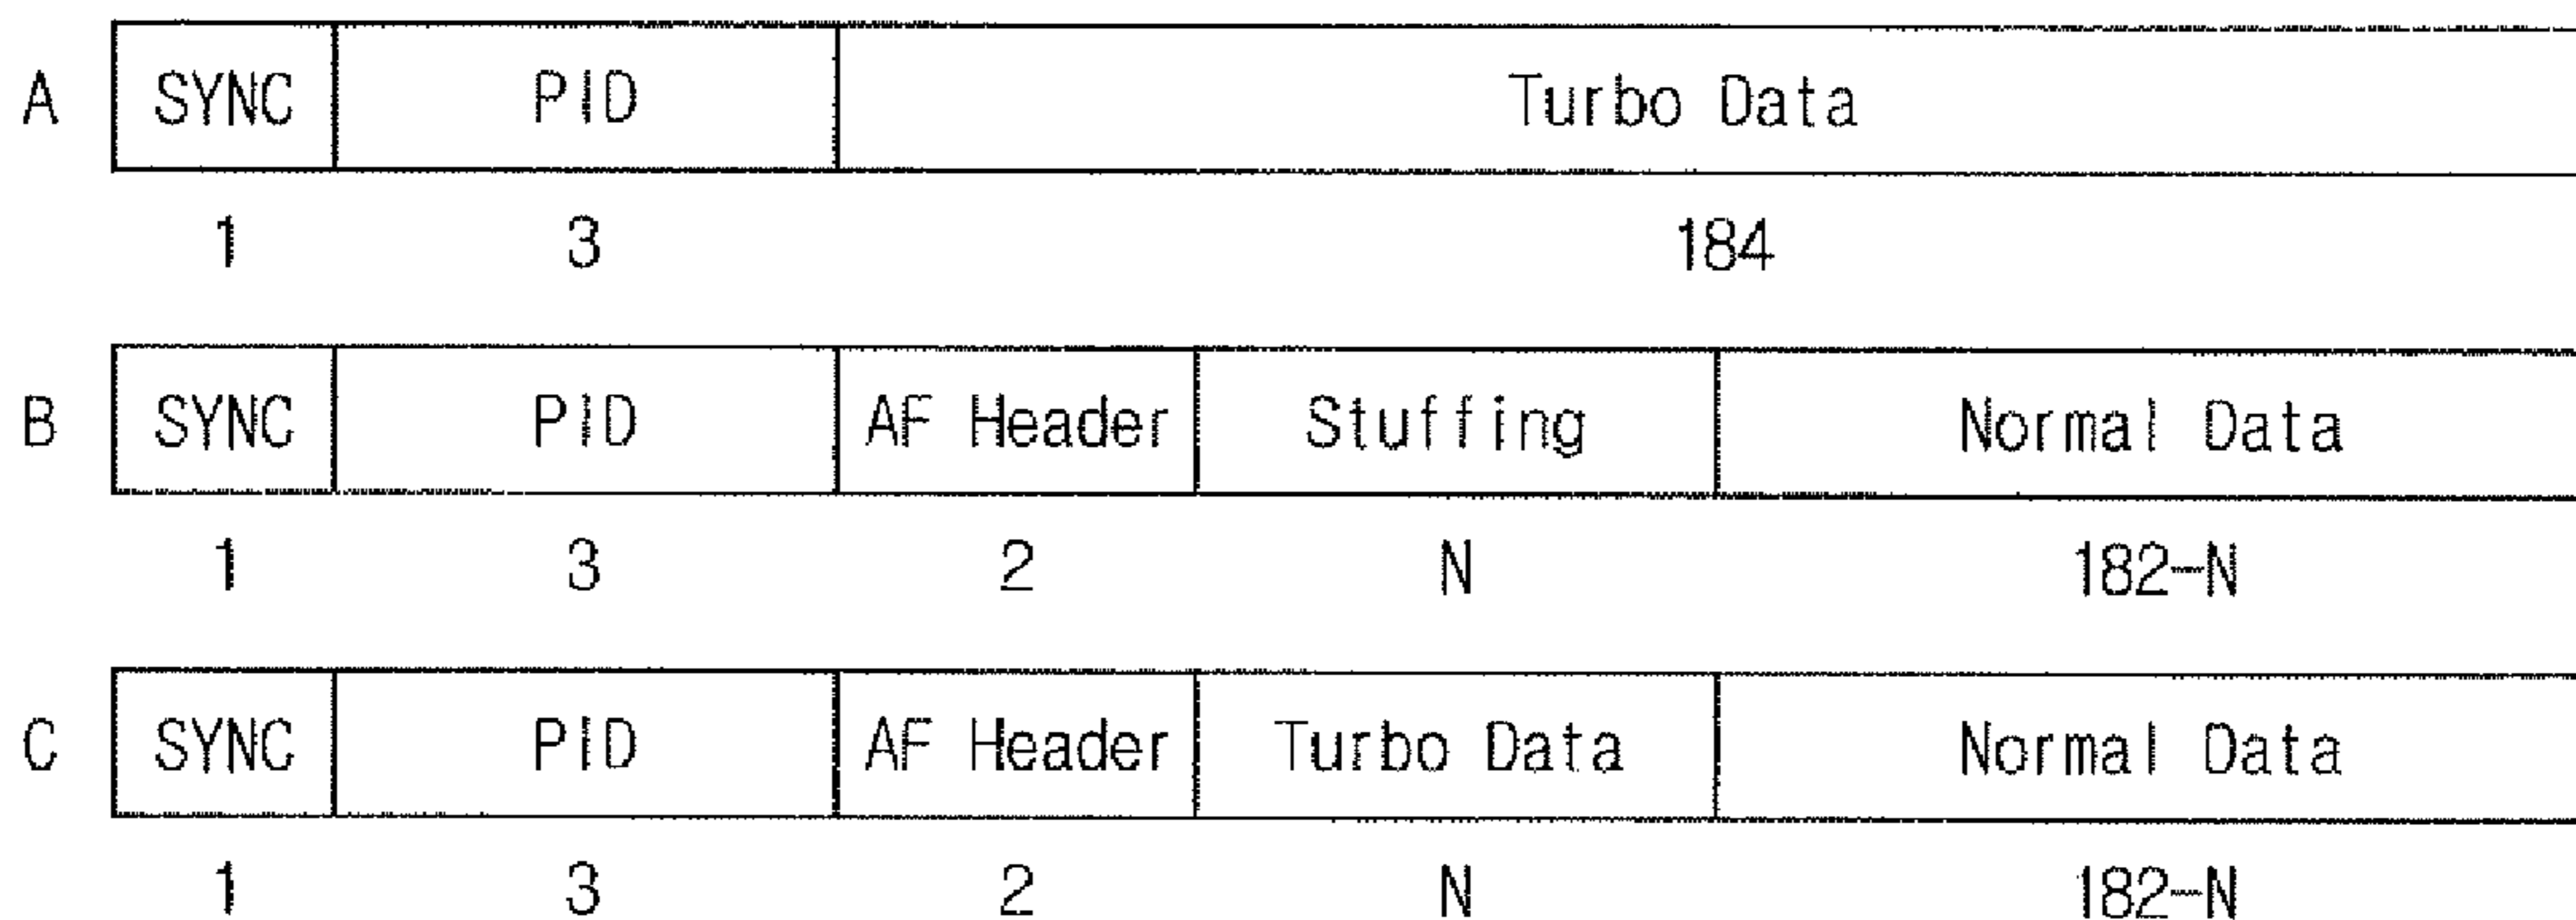 A SYNC PID Turbo Data
1 3 184
B SYNC PID AF Header Stuffing Normal Data
1 3 2 N 182-N
C SYNC PID AF Header Turbo Data Normal Data
1 3 2 N 182-N